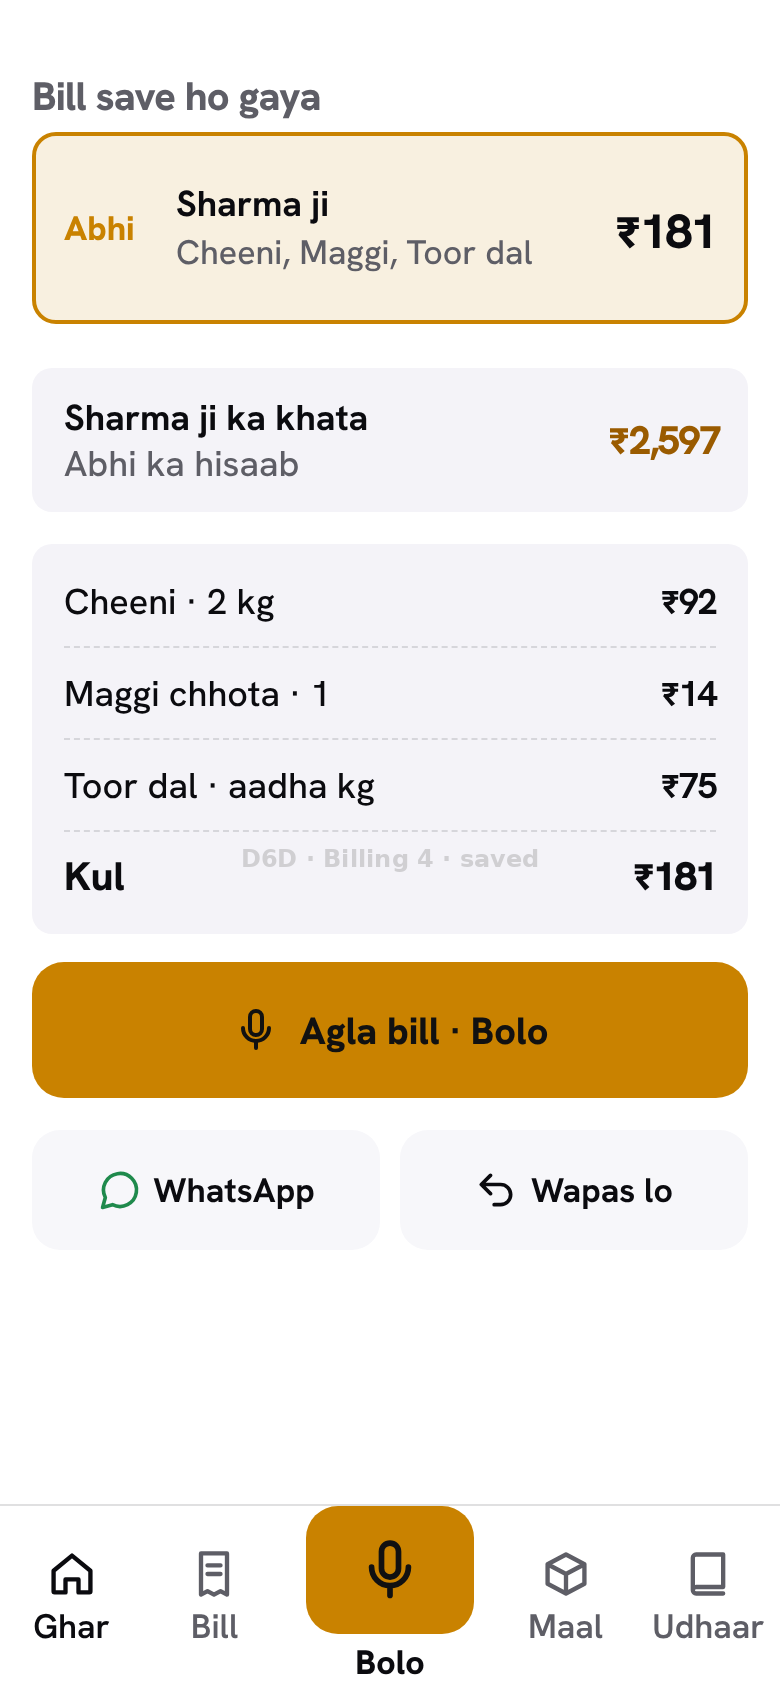 Bill save ho gaya
Abhi
Sharma ji
Cheeni, Maggi, Toor dal
₹181
Sharma ji ka khata
Abhi ka hisaab
₹2,597
Cheeni · 2 kg ₹92
Maggi chhota · 1 ₹14
Toor dal · aadha kg ₹75
D6D · Billing 4 · saved
Kul ₹181
Agla bill · Bolo
WhatsApp
Wapas lo
Ghar
Bill
Bolo
Maal
Udhaar